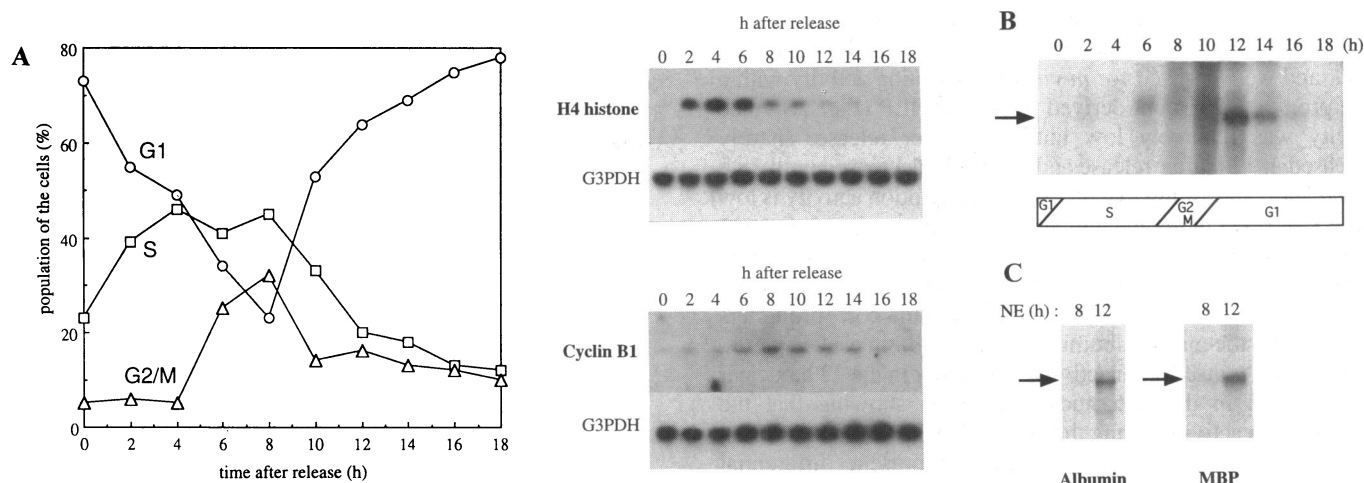 A
80
60
40
20
0
population of the cells (%)
G1
S
G2/M
0 2 4 6 8 10 12 14 16 18
time after release (h)
h after release
0 2 4 6 8 10 12 14 16 18
H4 histone
G3PDH
h after release
0 2 4 6 8 10 12 14 16 18
Cyclin B1
G3PDH
B
0 2 4 6 8 10 12 14 16 18 (h)
G1 S G2 M G1
C
NE (h) : 8 12 8 12
Albumin MBP